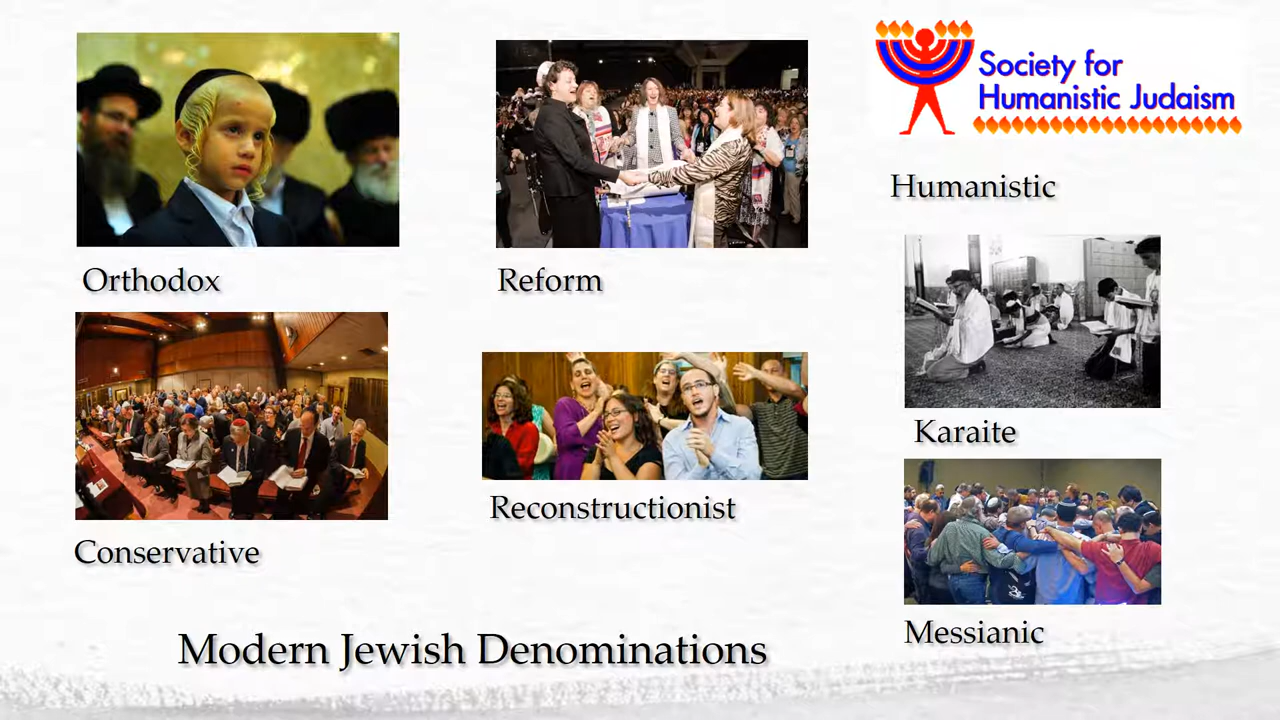 Society for
Humanistic Judaism
Humanistic
Orthodox
Reform
Karaite
Reconstructionist
Conservative
Messianic
Modern Jewish Denominations